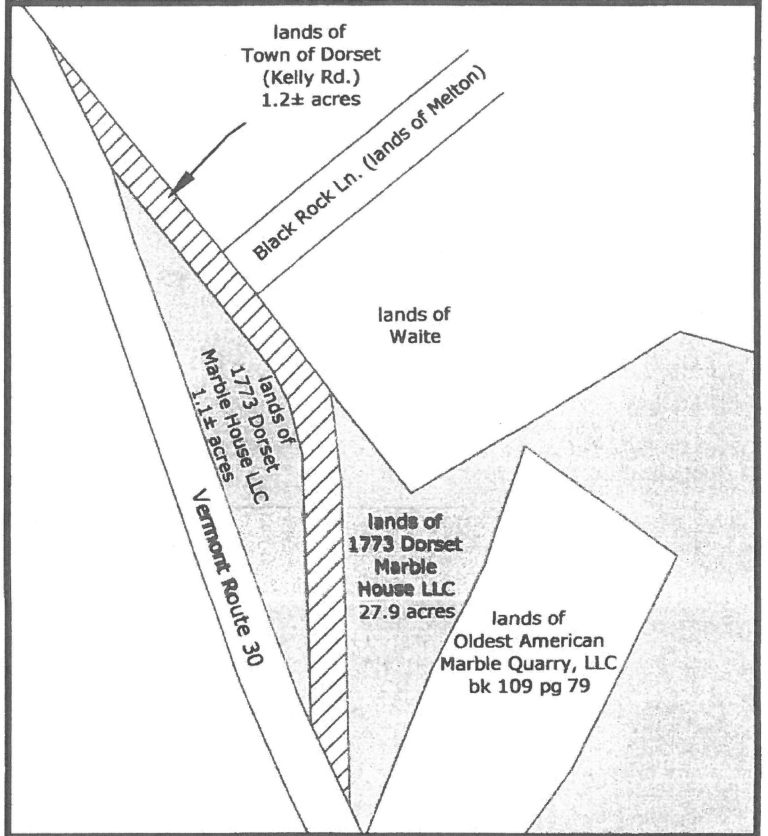 lands of
Town of Dorset
(Kelly Rd.)
1.2± acres
Black Rock Ln. (lands of Melton)
lands of
Waite
lands of
1773 Dorset
Marble House LLC
1.1± acres
Vermont Route 30
lands of
1773 Dorset
Marble
House LLC
27.9 acres
lands of
Oldest American
Marble Quarry, LLC
bk 109 pg 79